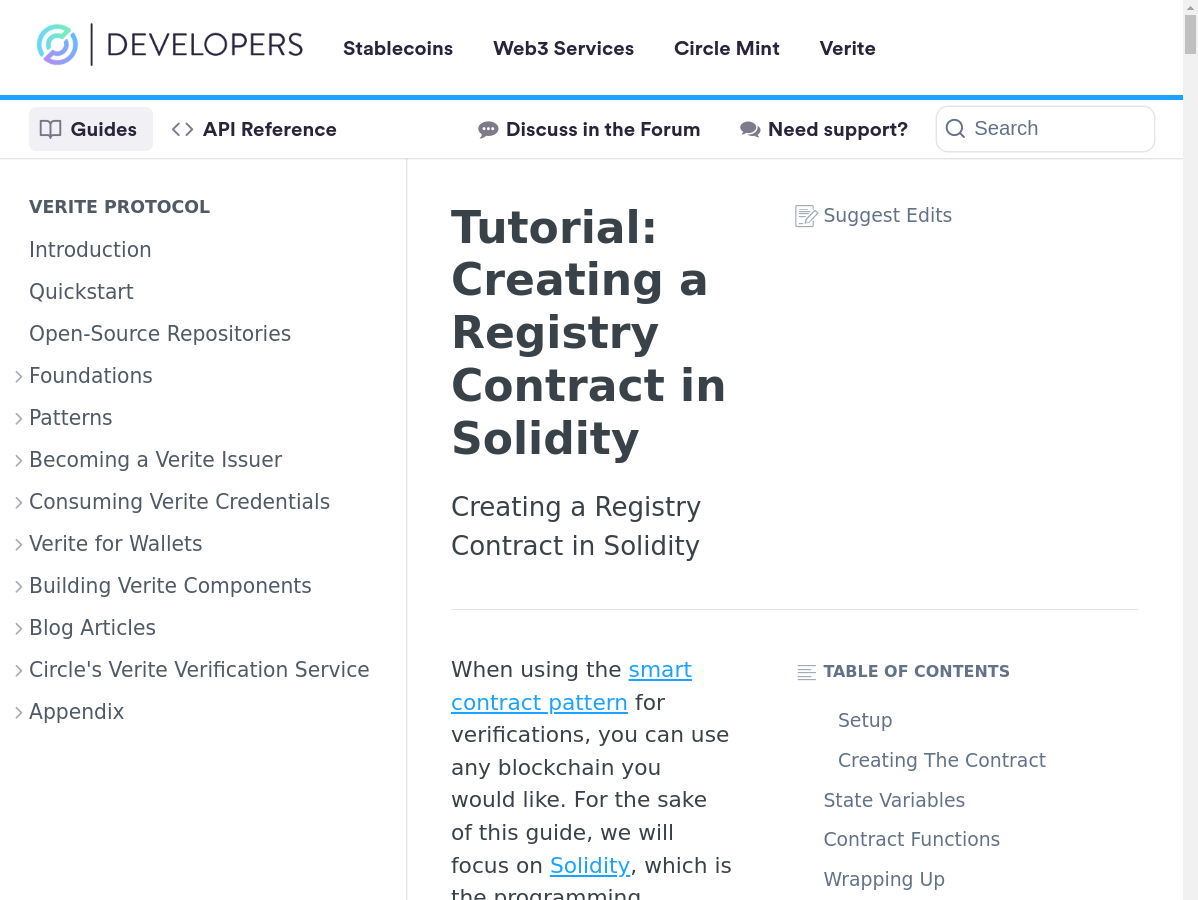 DEVELOPERS
Stablecoins
Web3 Services
Circle Mint
Verite
Guides
API Reference
Discuss in the Forum
Need support?
Search
VERITE PROTOCOL
Introduction
Quickstart
Open-Source Repositories
Foundations
Patterns
Becoming a Verite Issuer
Consuming Verite Credentials
Verite for Wallets
Building Verite Components
Blog Articles
Circle's Verite Verification Service
Appendix
Tutorial:
Creating a
Registry
Contract in
Solidity
Suggest Edits
Creating a Registry
Contract in Solidity
When using the smart
contract pattern for
verifications, you can use
any blockchain you
would like. For the sake
of this guide, we will
focus on Solidity, which is
the programming
TABLE OF CONTENTS
Setup
Creating The Contract
State Variables
Contract Functions
Wrapping Up